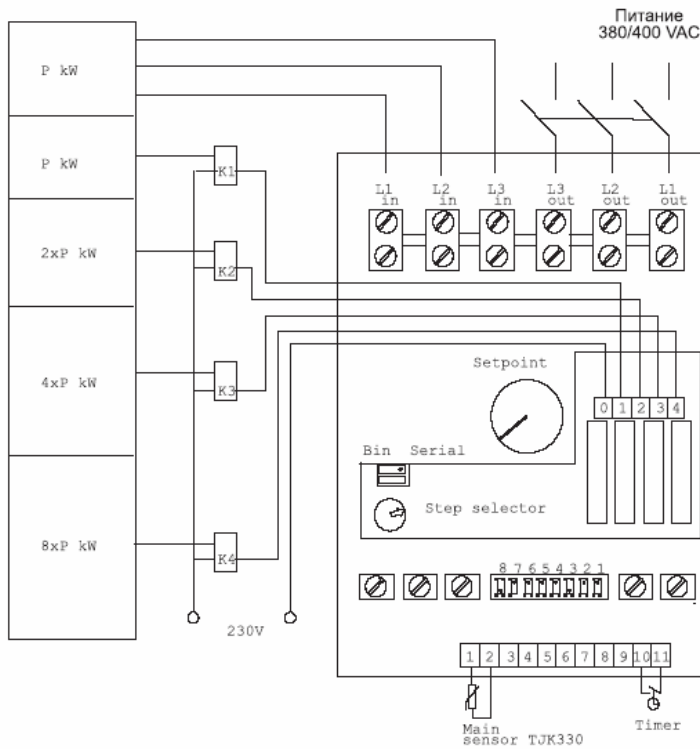 Питание
380/400 VAC
P kW
P kW
K1
L1 in
L2 in
L3 in
L3 out
L2 out
L1 out
2xP kW
K2
Setpoint
4xP kW
K3
0 1 2 3 4
Bin Serial
Step selector
8xP kW
K4
8 7 6 5 4 3 2 1
230V
1 2 3 4 5 6 7 8 9 10 11
Main
sensor TJK330
Timer